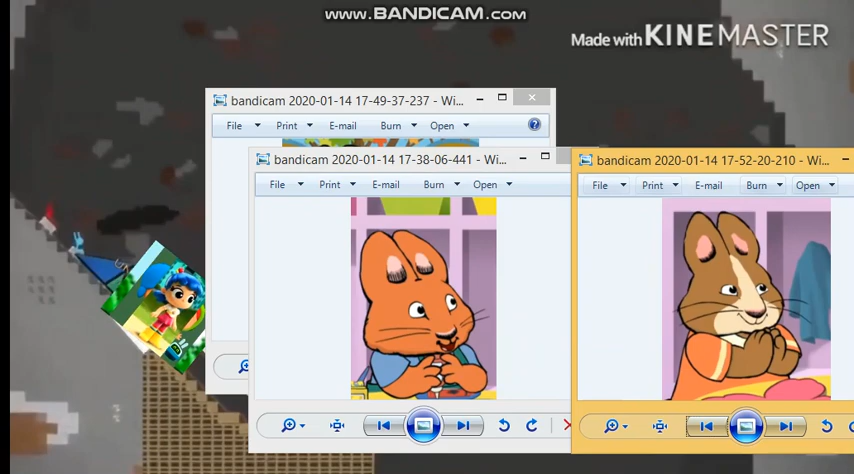 www.BANDICAM.com
Made with KINEMASTER
bandicam 2020-01-14 17-49-37-237 - Wi...
File Print E-mail Burn Open
bandicam 2020-01-14 17-38-06-441 - Wi...
File Print E-mail Burn Open
bandicam 2020-01-14 17-52-20-210 - Wi...
File Print E-mail Burn Open